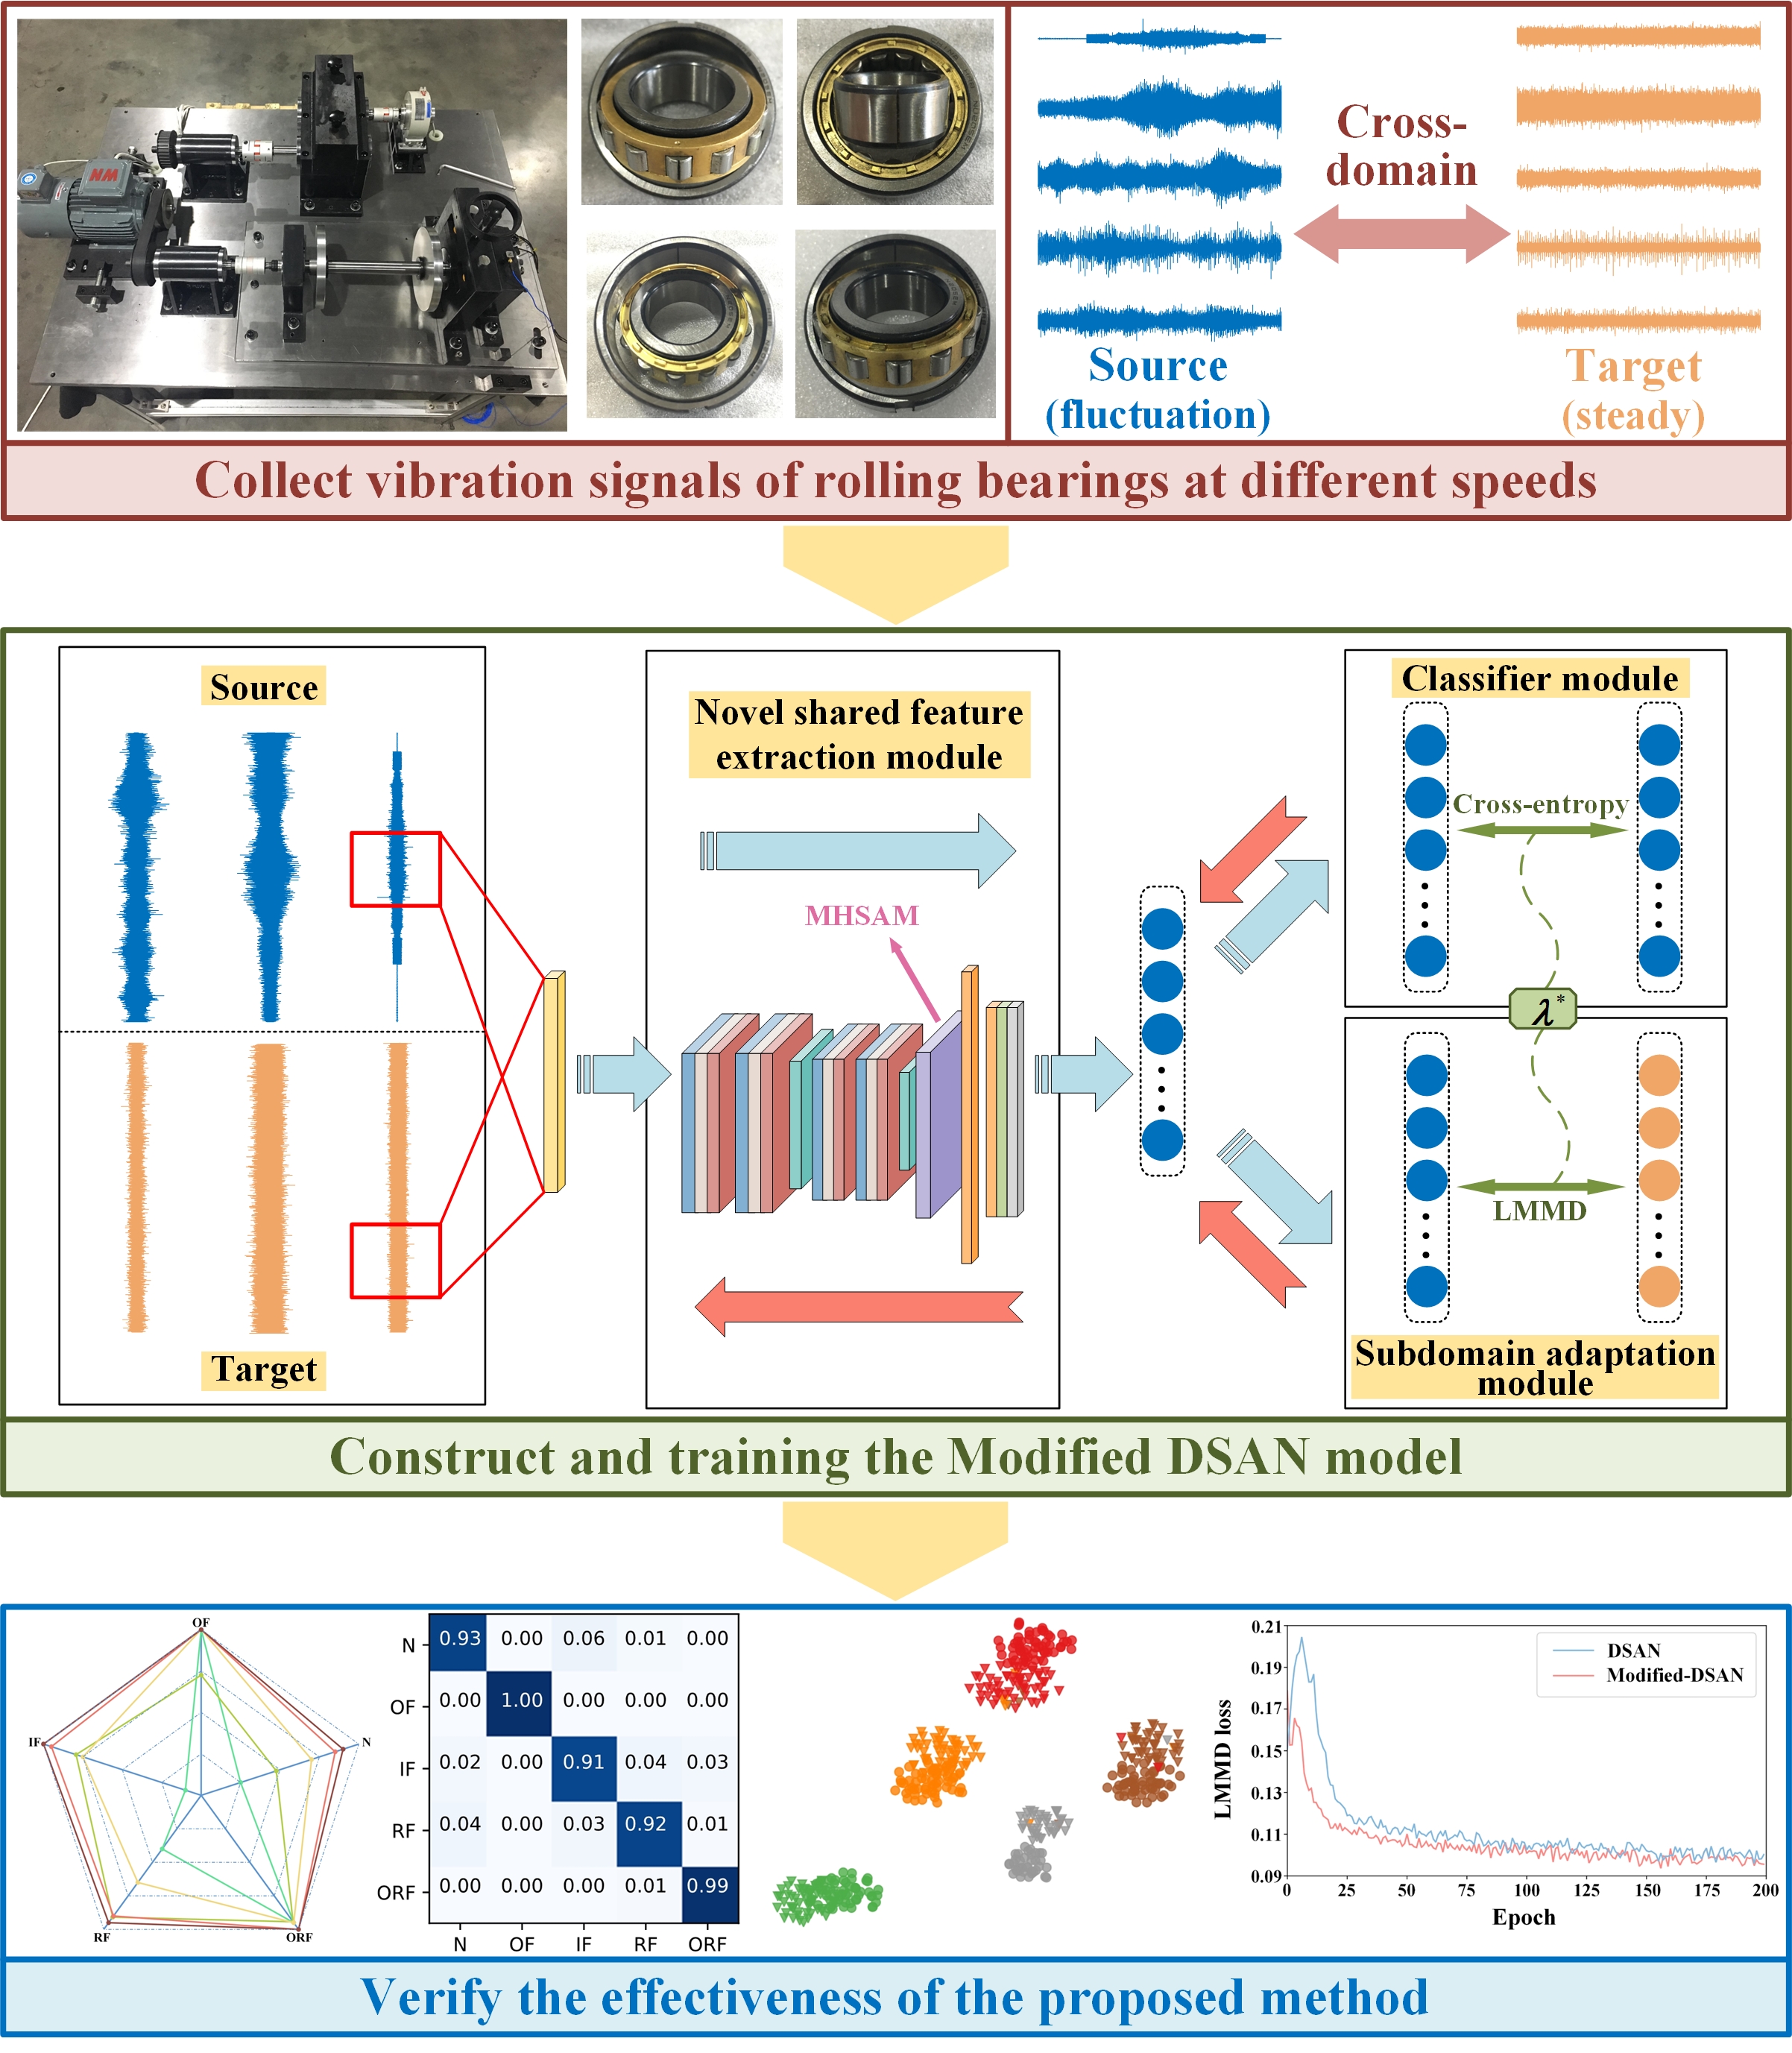 NM
Cross-
domain
Source
(fluctuation)
Target
(steady)
Collect vibration signals of rolling bearings at different speeds
Source
Target
Novel shared feature
extraction module
MHSAM
Classifier module
Cross-entropy
λ*
LMMD
Subdomain adaptation
module
Construct and training the Modified DSAN model
OF
IF
N
RF
ORF
N 0.93 0.00 0.06 0.01 0.00
OF 0.00 1.00 0.00 0.00 0.00
IF 0.02 0.00 0.91 0.04 0.03
RF 0.04 0.00 0.03 0.92 0.01
ORF 0.00 0.00 0.00 0.01 0.99
N OF IF RF ORF
LMMD loss
0.21
0.19
0.17
0.15
0.13
0.11
0.09
DSAN
Modified-DSAN
0 25 50 75 100 125 150 175 200
Epoch
Verify the effectiveness of the proposed method